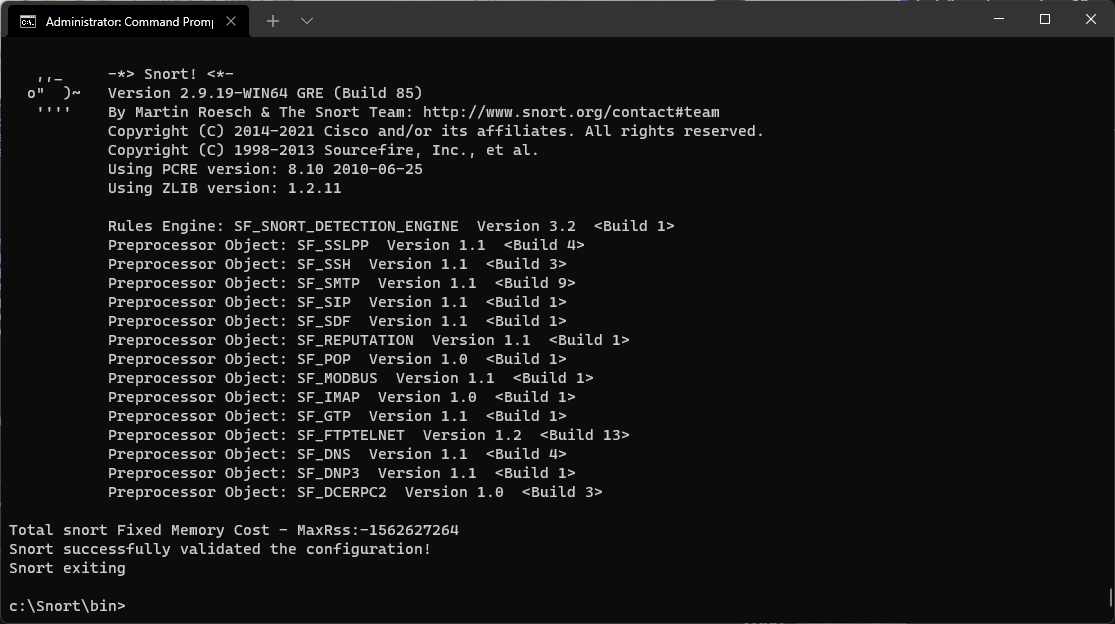 Administrator: Command Promp
,,_     -*> Snort! <*-
o"  )~   Version 2.9.19-WIN64 GRE (Build 85)
''''    By Martin Roesch & The Snort Team: http://www.snort.org/contact#team
Copyright (C) 2014-2021 Cisco and/or its affiliates. All rights reserved.
Copyright (C) 1998-2013 Sourcefire, Inc., et al.
Using PCRE version: 8.10 2010-06-25
Using ZLIB version: 1.2.11
Rules Engine: SF_SNORT_DETECTION_ENGINE  Version 3.2  <Build 1>
Preprocessor Object: SF_SSLPP  Version 1.1  <Build 4>
Preprocessor Object: SF_SSH  Version 1.1  <Build 3>
Preprocessor Object: SF_SMTP  Version 1.1  <Build 9>
Preprocessor Object: SF_SIP  Version 1.1  <Build 1>
Preprocessor Object: SF_SDF  Version 1.1  <Build 1>
Preprocessor Object: SF_REPUTATION  Version 1.1  <Build 1>
Preprocessor Object: SF_POP  Version 1.0  <Build 1>
Preprocessor Object: SF_MODBUS  Version 1.1  <Build 1>
Preprocessor Object: SF_IMAP  Version 1.0  <Build 1>
Preprocessor Object: SF_GTP  Version 1.1  <Build 1>
Preprocessor Object: SF_FTPTELNET  Version 1.2  <Build 13>
Preprocessor Object: SF_DNS  Version 1.1  <Build 4>
Preprocessor Object: SF_DNP3  Version 1.1  <Build 1>
Preprocessor Object: SF_DCERPC2  Version 1.0  <Build 3>
Total snort Fixed Memory Cost - MaxRss:-1562627264
Snort successfully validated the configuration!
Snort exiting
c:\Snort\bin>